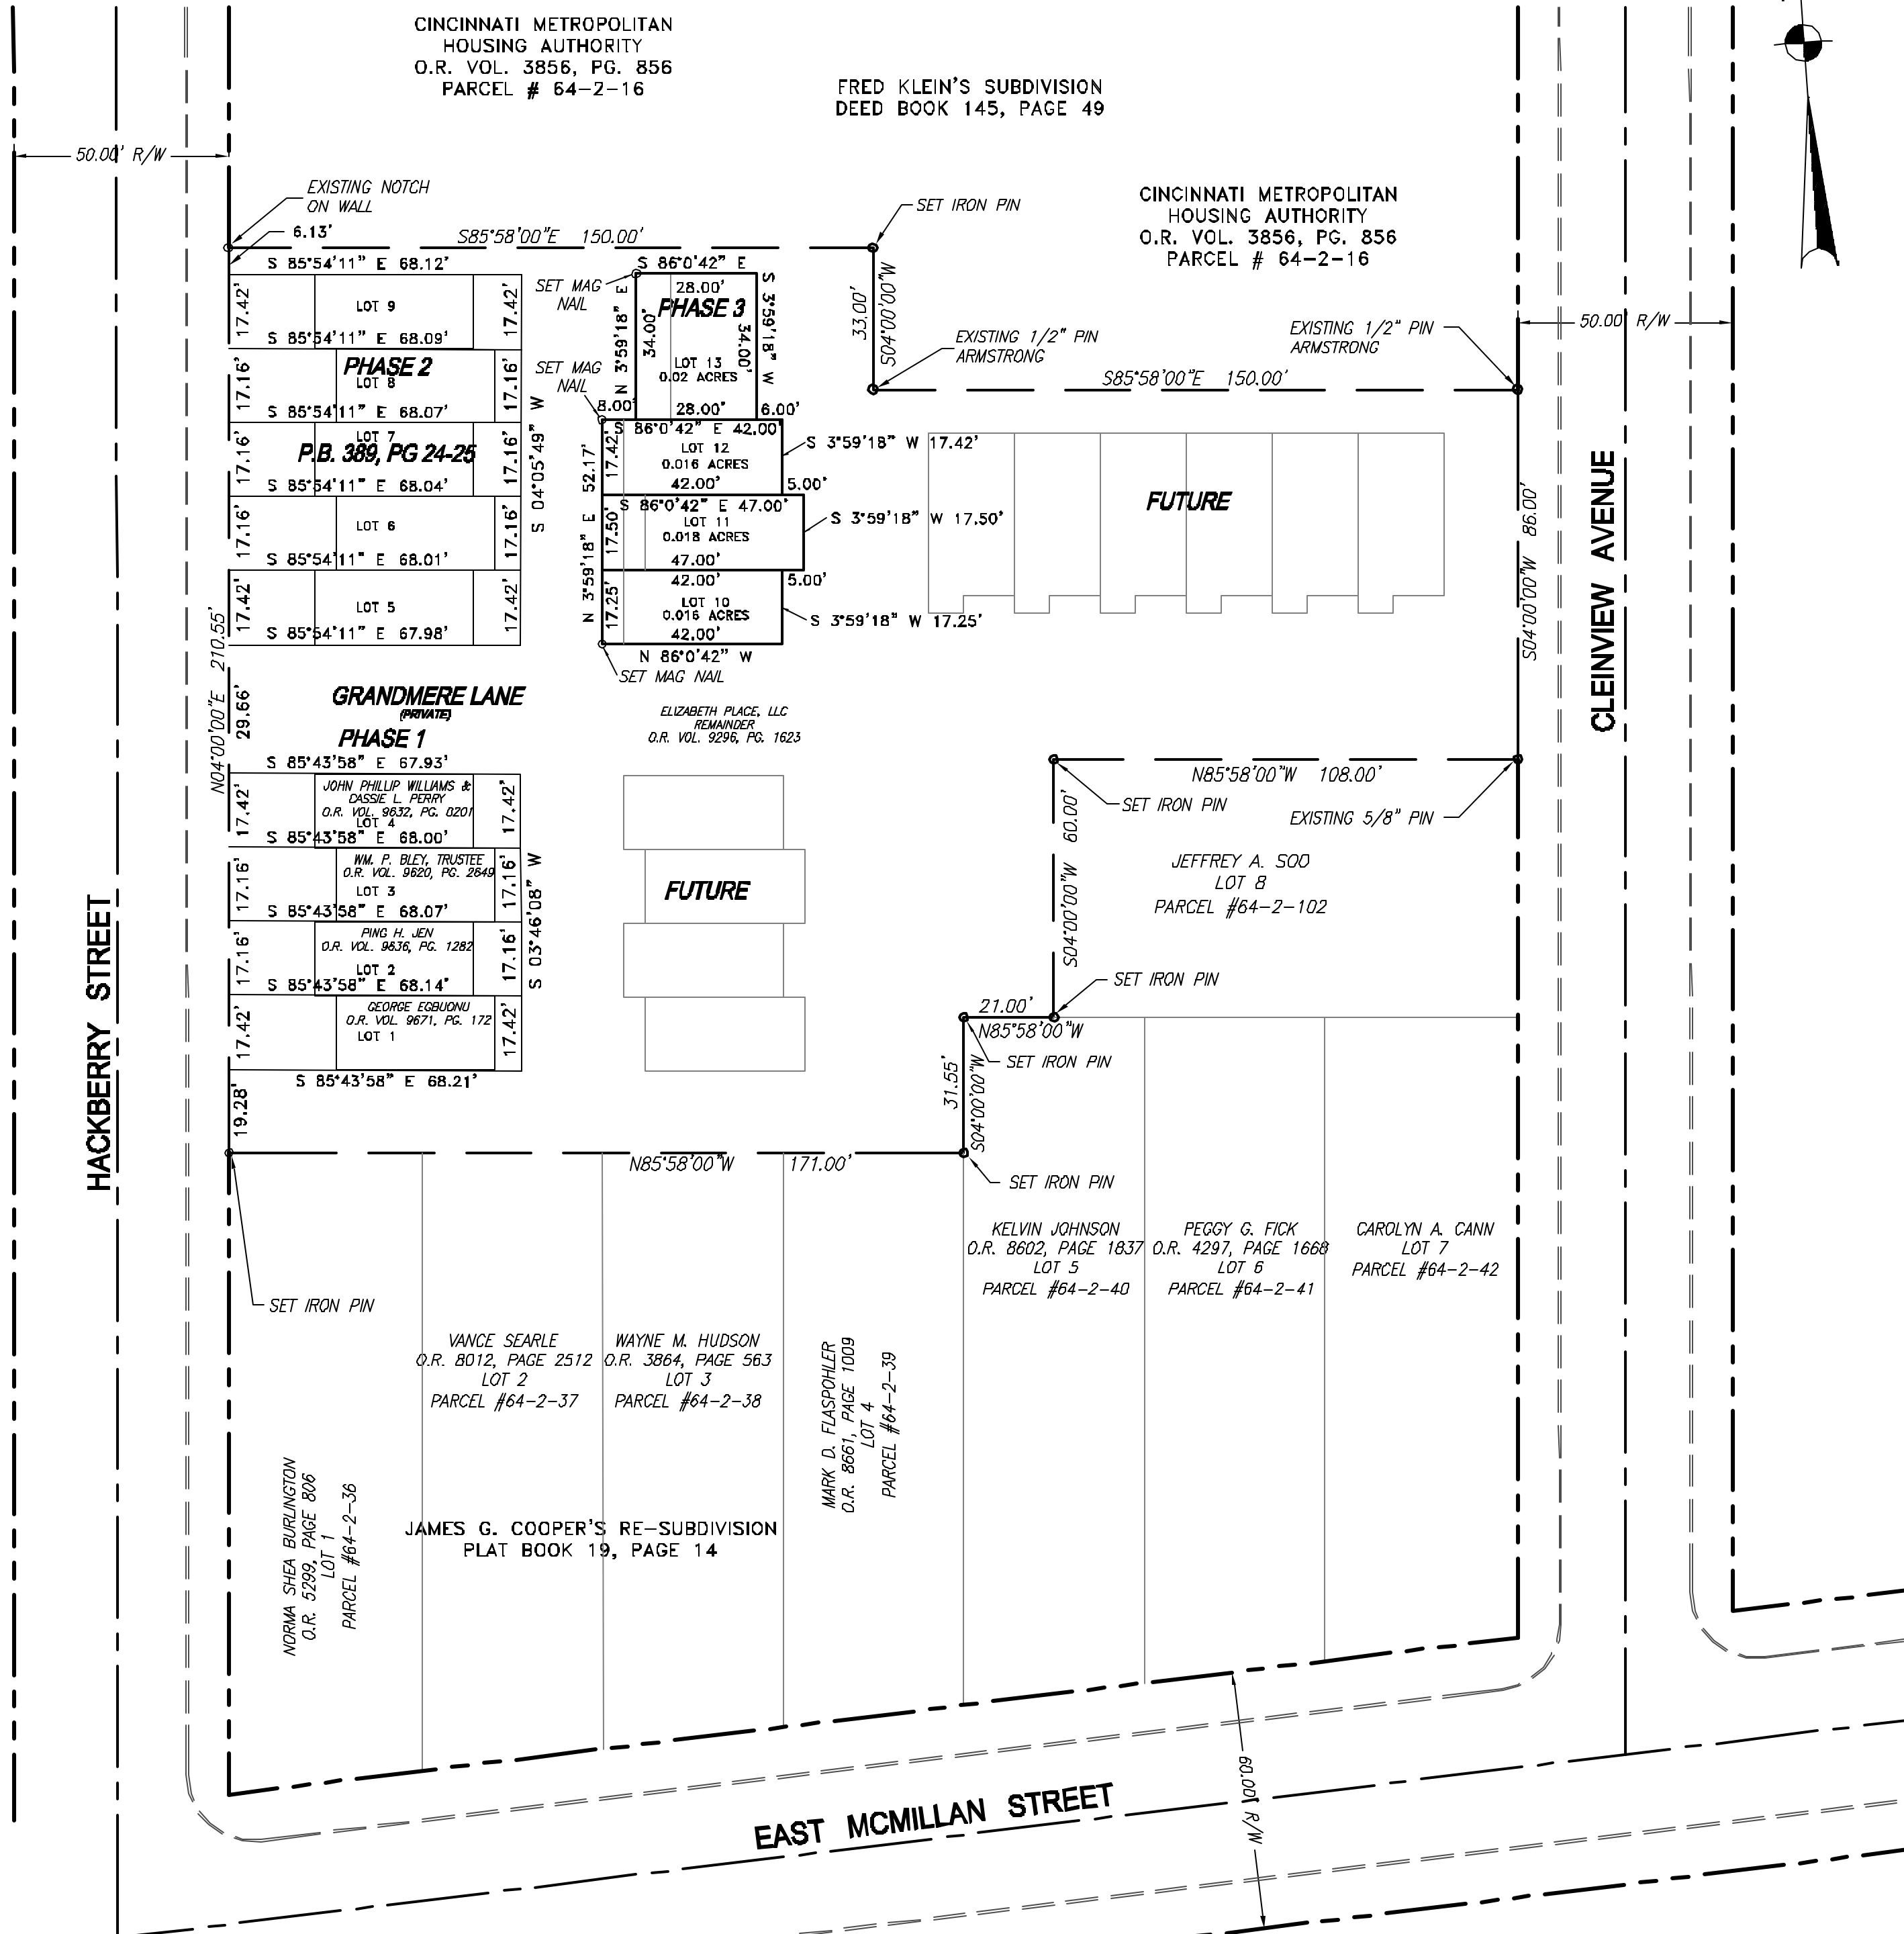 CINCINNATI METROPOLITAN
HOUSING AUTHORITY
O.R. VOL. 3856, PG. 856
PARCEL # 64-2-16
FRED KLEIN'S SUBDIVISION
DEED BOOK 145, PAGE 49
50.00' R/W
EXISTING NOTCH
ON WALL
6.13'
S85°58'00"E 150.00'
SET IRON PIN
CINCINNATI METROPOLITAN
HOUSING AUTHORITY
O.R. VOL. 3856, PG. 856
PARCEL # 64-2-16
33.00'
S04°00'00"W
EXISTING 1/2" PIN
ARMSTRONG
EXISTING 1/2" PIN
ARMSTRONG
50.00' R/W
S85°58'00"E 150.00'
S 85°54'11" E 68.12'
17.42'
LOT 9
17.42'
S 85°54'11" E 68.09'
PHASE 2
17.16'
LOT 8
17.16'
S 85°54'11" E 68.07'
LOT 7
17.16'
P.B. 389, PG 24-25
17.16'
S 85°54'11" E 68.04'
17.16'
LOT 6
17.16'
S 85°54'11" E 68.01'
17.42'
LOT 5
17.42'
S 85°54'11" E 67.98'
S 04°05'49" W
SET MAG
NAIL
S 86°0'42" E
28.00'
PHASE 3
N 3°59'18" E
34.00"
34.00'
S 3°59'18" W
LOT 13
0.02 ACRES
SET MAG
NAIL
8.00'
28.00"
6.00'
S 86°0'42" E 42.00'
17.42'
LOT 12
0.016 ACRES
S 3°59'18" W 17.42'
42.00'
5.00'
S 86°0'42" E 47.00'
N 3°59'18" E 52.17'
17.50'
LOT 11
0.018 ACRES
S 3°59'18" W 17.50'
47.00'
42.00'
5.00'
17.25'
LOT 10
0.016 ACRES
S 3°59'18" W 17.25'
42.00'
N 86°0'42" W
SET MAG NAIL
FUTURE
S04°00'00"W 86.00'
CLEINVIEW AVENUE
N04°00'00"E 210.55'
29.66'
GRANDMERE LANE
(PRIVATE)
PHASE 1
ELIZABETH PLACE, LLC
REMAINDER
O.R. VOL. 9296, PG. 1623
S 85°43'58" E 67.93'
17.42'
JOHN PHILLIP WILLIAMS &
CASSIE L. PERRY
O.R. VOL. 9632, PG. 0201
LOT 4
17.42'
S 85°43'58" E 68.00'
17.16'
WM. P. BLEY, TRUSTEE
O.R. VOL. 9620, PG. 2649
LOT 3
17.16'
S 85°43'58" E 68.07'
17.16'
PING H. JEN
O.R. VOL. 9636, PG. 1282
LOT 2
17.16'
S 85°43'58" E 68.14'
17.42'
GEORGE EGBUONU
O.R. VOL. 9671, PG. 172
LOT 1
17.42'
S 85°43'58" E 68.21'
S 03°46'08" W
19.28'
FUTURE
N85°58'00"W 108.00'
SET IRON PIN
EXISTING 5/8" PIN
S04°00'00"W 60.00'
JEFFREY A. SOO
LOT 8
PARCEL #64-2-102
SET IRON PIN
21.00'
N85°58'00"W
SET IRON PIN
31.55'
S04°00'00"W
N85°58'00"W 171.00'
SET IRON PIN
HACKBERRY STREET
SET IRON PIN
KELVIN JOHNSON
O.R. 8602, PAGE 1837
LOT 5
PARCEL #64-2-40
PEGGY G. FICK
O.R. 4297, PAGE 1668
LOT 6
PARCEL #64-2-41
CAROLYN A. CANN
LOT 7
PARCEL #64-2-42
VANCE SEARLE
O.R. 8012, PAGE 2512
LOT 2
PARCEL #64-2-37
WAYNE M. HUDSON
O.R. 3864, PAGE 563
LOT 3
PARCEL #64-2-38
MARK D. FLASPOHLER
O.R. 8661, PAGE 1009
LOT 4
PARCEL #64-2-39
NORMA SHEA BURLINGTON
O.R. 5299, PAGE 806
LOT 1
PARCEL #64-2-36
JAMES G. COOPER'S RE-SUBDIVISION
PLAT BOOK 19, PAGE 14
EAST MCMILLAN STREET
60.00' R/W